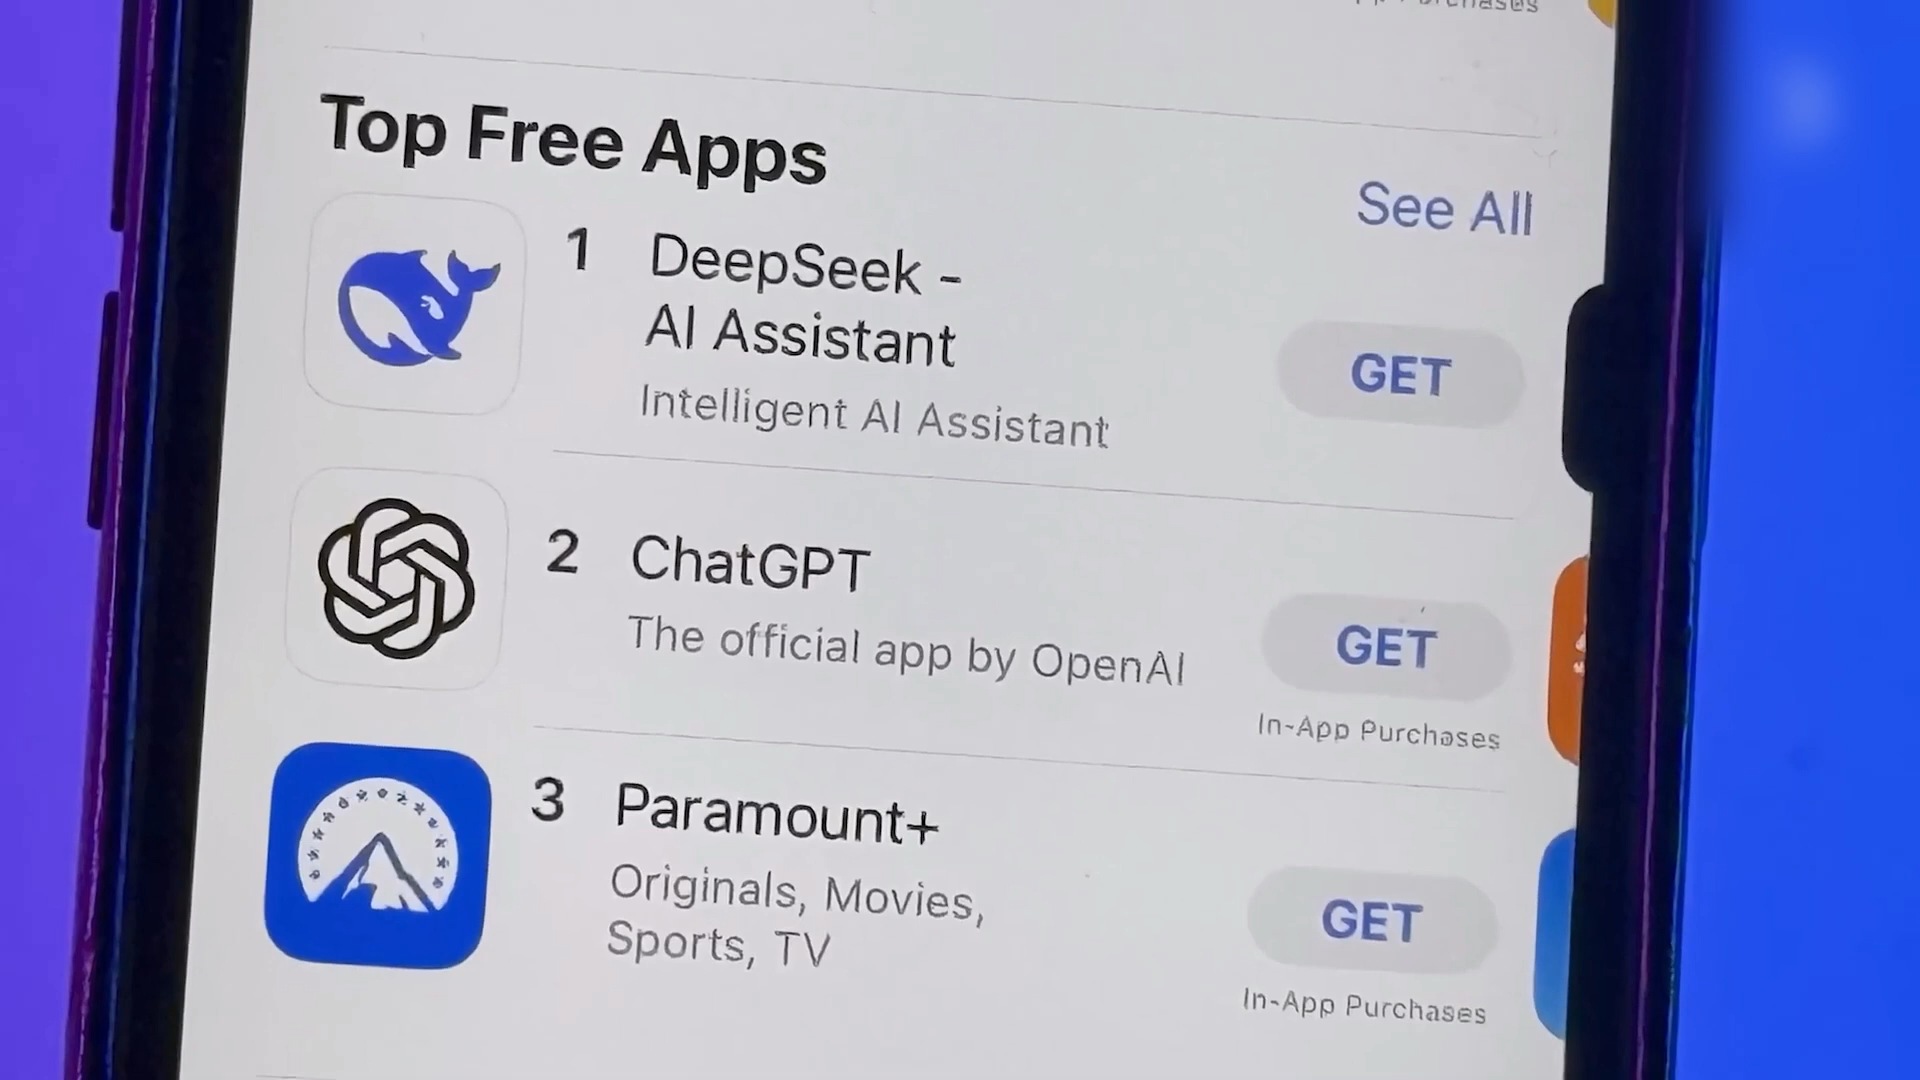 Purchases
Top Free Apps
See All
1 DeepSeek -
AI Assistant
Intelligent AI Assistant
GET
2 ChatGPT
The official app by OpenAI
GET
In-App Purchases
3 Paramount+
Originals, Movies,
Sports, TV
GET
In-App Purchases